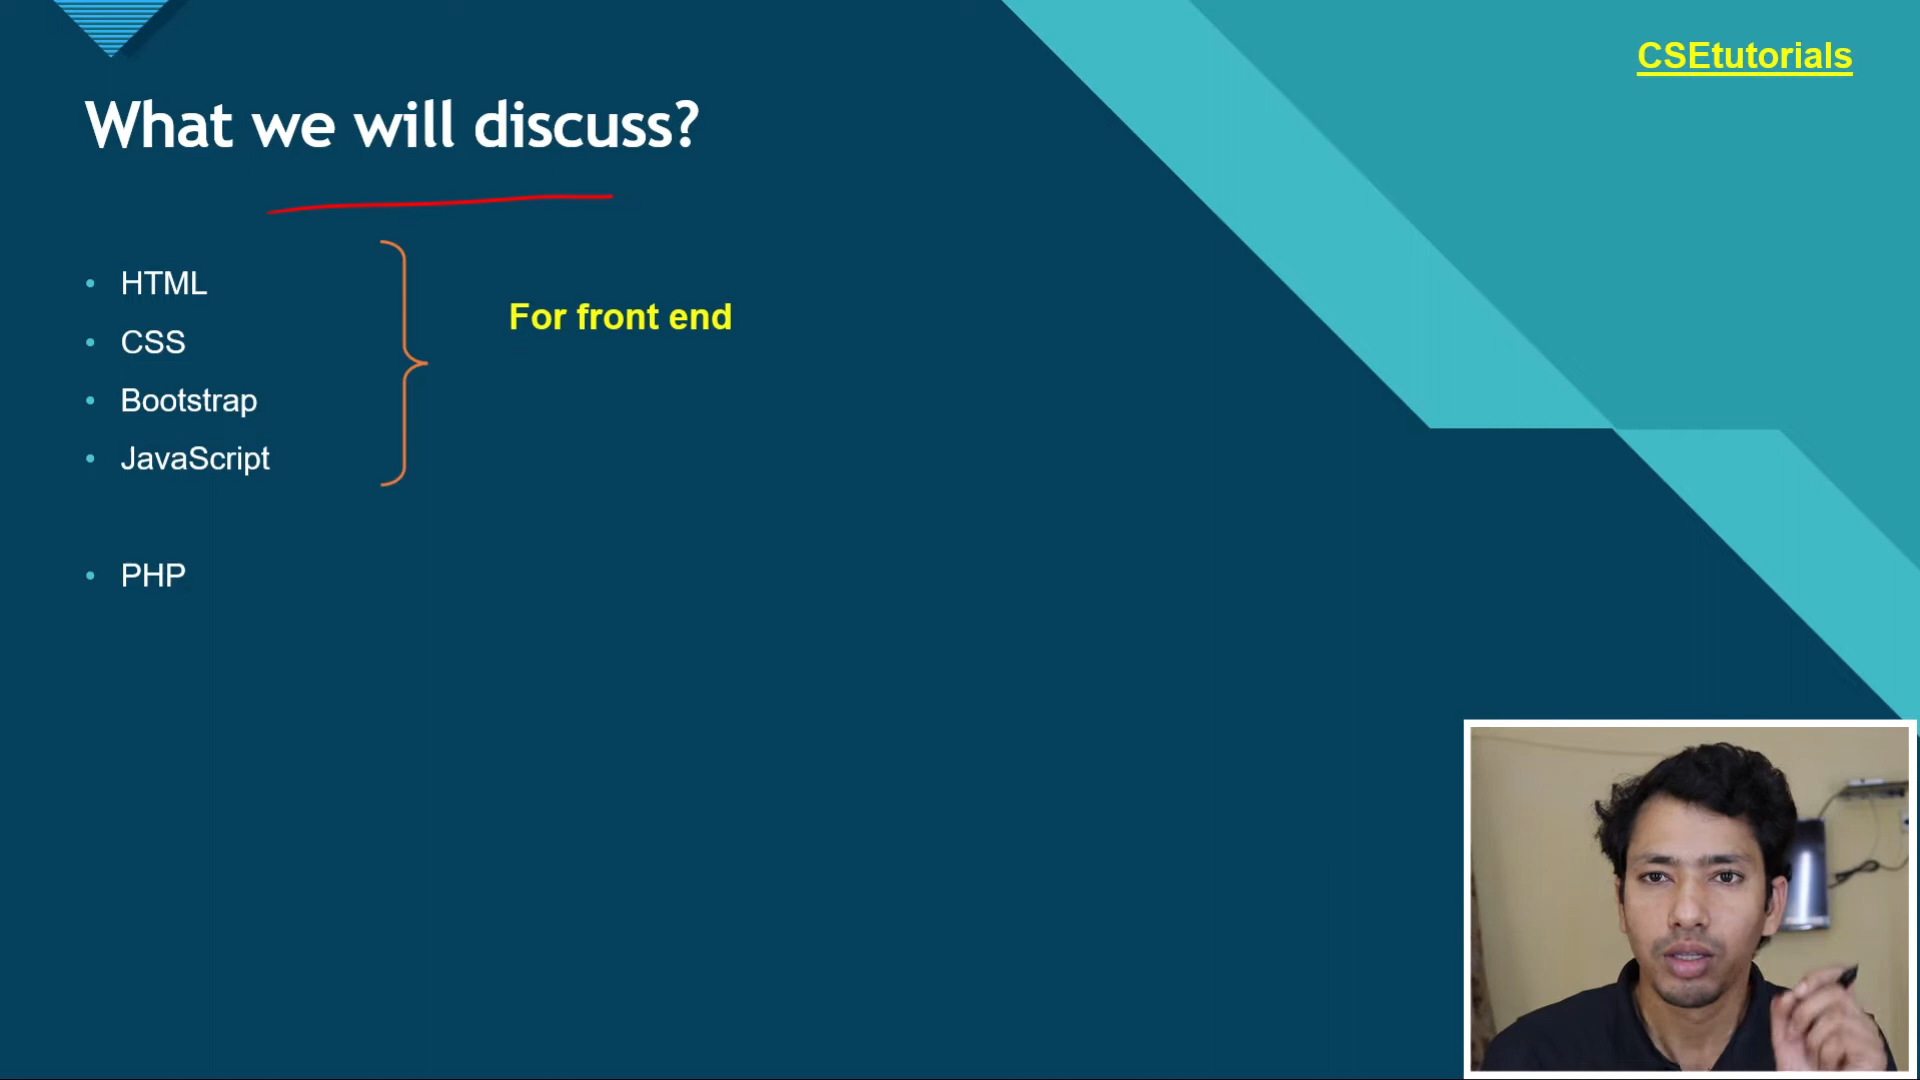 CSEtutorials
What we will discuss?
HTML
CSS
Bootstrap
JavaScript
For front end
PHP